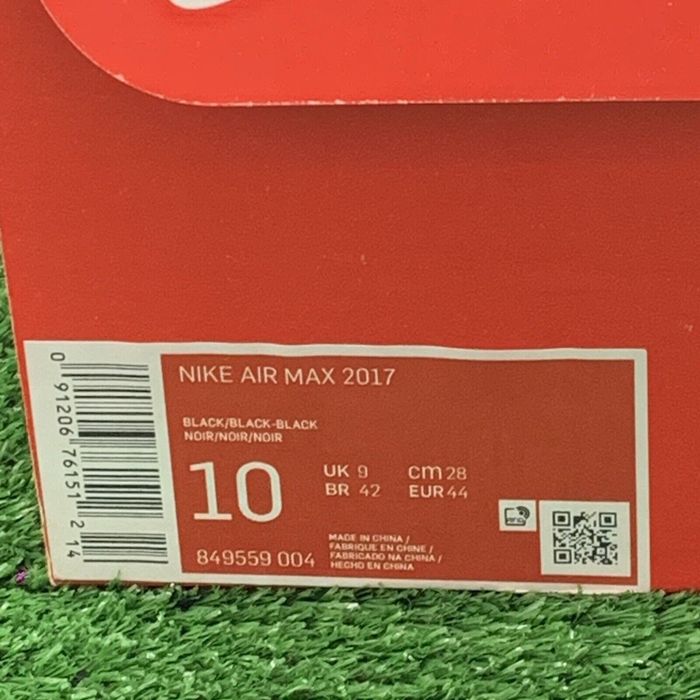 NIKE AIR MAX 2017
BLACK/BLACK-BLACK
NOIR/NOIR/NOIR
10
UK 9 cm 28
BR 42 EUR 44
849559 004
MADE IN CHINA /
FABRIQUE EN CHINE /
FABRICADO NA CHINA /
HECHO EN CHINA
0 91206 76151 2 14